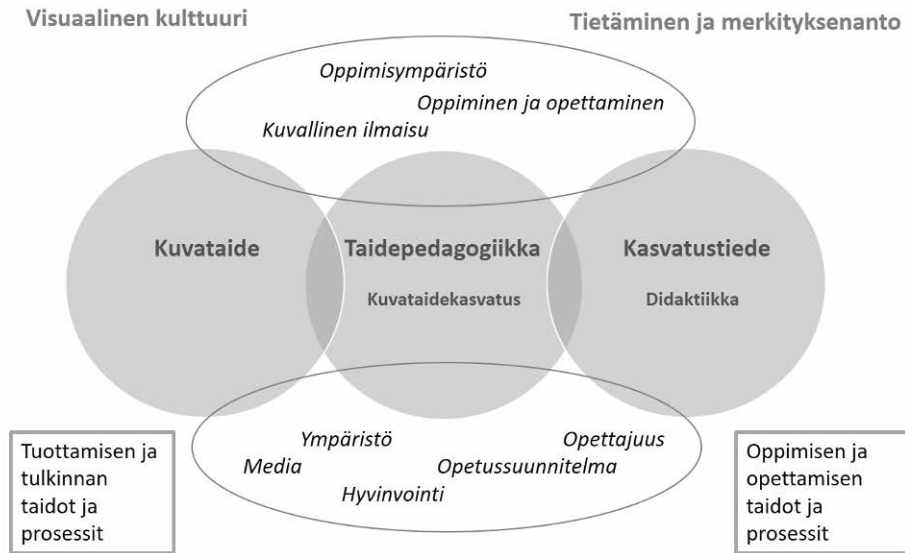 Visuaalinen kulttuuri
Tietäminen ja merkityksenanto
Oppimisympäristö
Oppiminen ja opettaminen
Kuvallinen ilmaisu
Kuvataide
Taidepedagogiikka
Kasvatustiede
Kuvataidekasvatus
Didaktiikka
Ympäristö
Opettajuus
Media
Opetussuunnitelma
Hyvinvointi
Tuottamisen ja
tulkinnan
taidot ja
prosessit
Oppimisen ja
opettamisen
taidot ja
prosessit